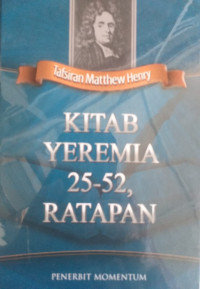 Tafsiran Matthew Henry
KITAB
YEREMIA
25-52,
RATAPAN
PENERBIT MOMENTUM